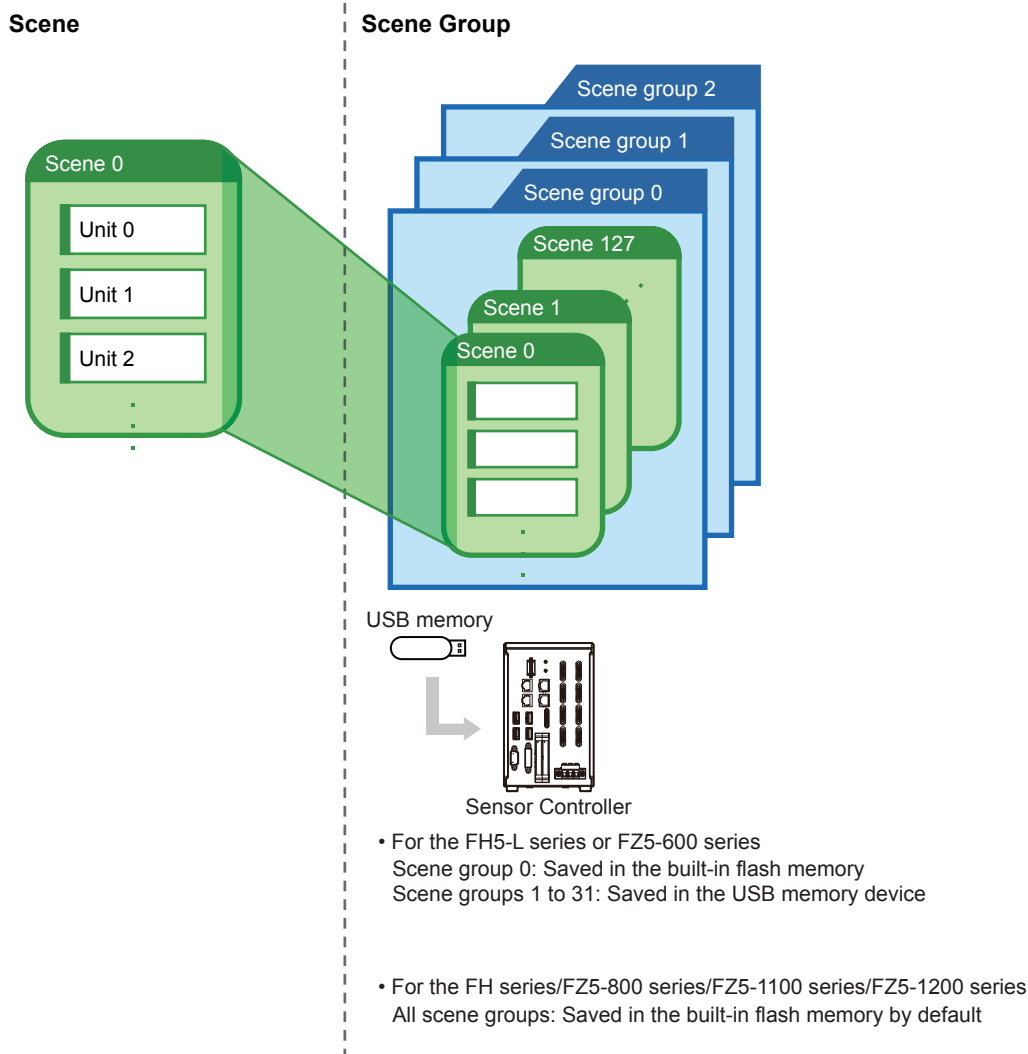 Scene
Scene Group
Scene group 2
Scene group 1
Scene group 0
Scene 0
Unit 0
Unit 1
Unit 2
Scene 127
Scene 1
Scene 0
USB memory
Sensor Controller
• For the FH5-L series or FZ5-600 series
Scene group 0: Saved in the built-in flash memory
Scene groups 1 to 31: Saved in the USB memory device
• For the FH series/FZ5-800 series/FZ5-1100 series/FZ5-1200 series
All scene groups: Saved in the built-in flash memory by default